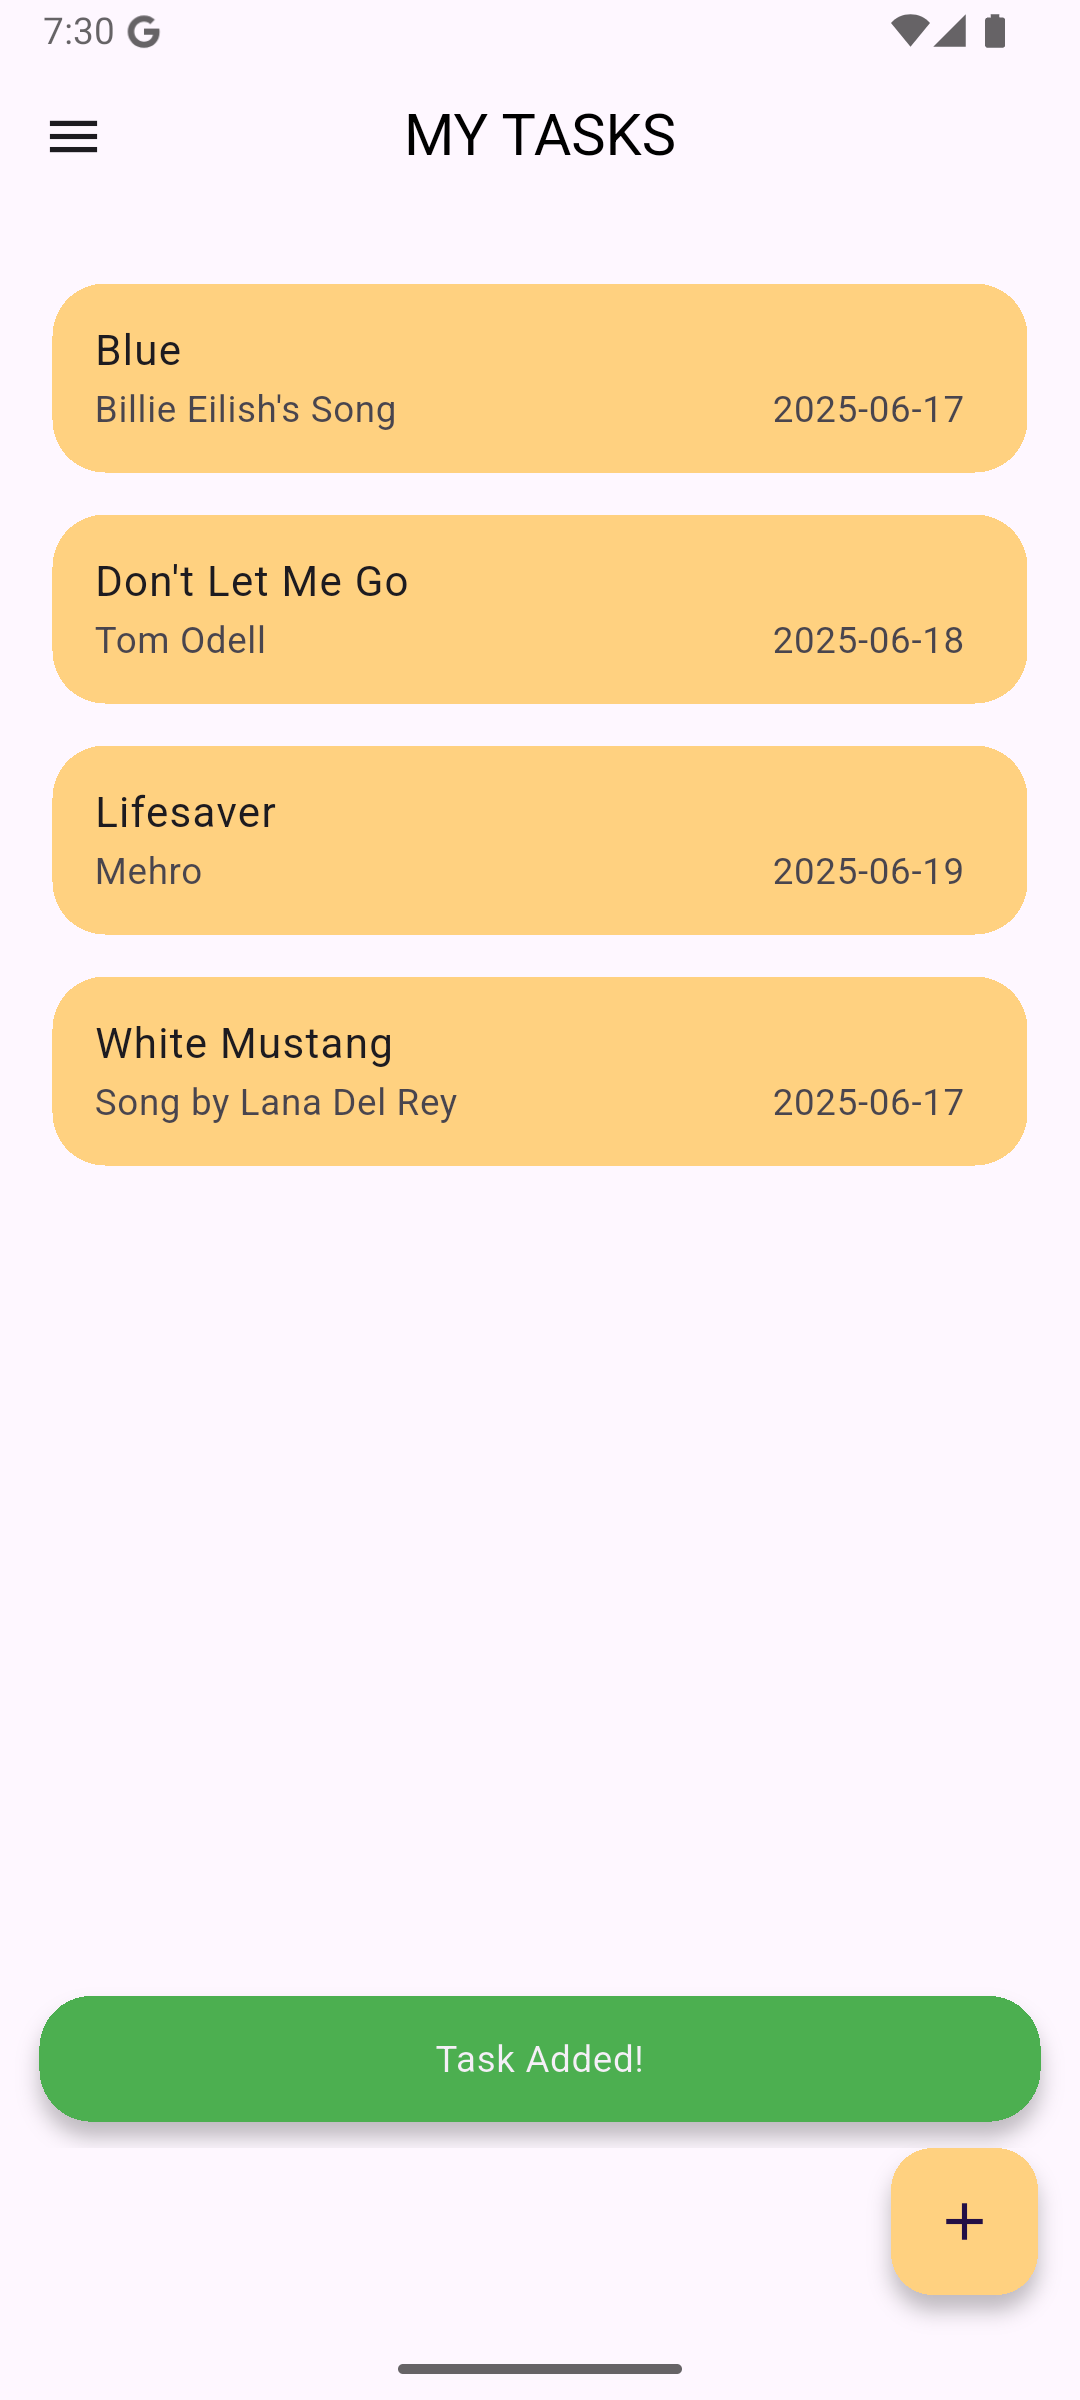 7:30
MY TASKS
Blue
Billie Eilish's Song 2025-06-17
Don't Let Me Go
Tom Odell 2025-06-18
Lifesaver
Mehro 2025-06-19
White Mustang
Song by Lana Del Rey 2025-06-17
Task Added!